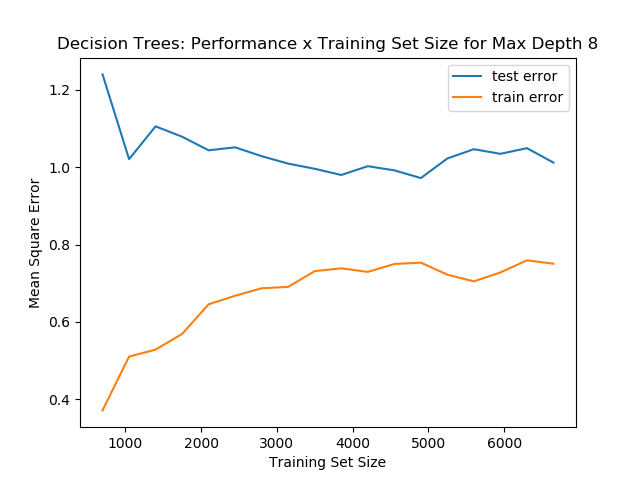 Decision Trees: Performance x Training Set Size for Max Depth 8
test error
train error
Mean Square Error
1.2
1.0
0.8
0.6
0.4
1000
2000
3000
4000
5000
6000
Training Set Size